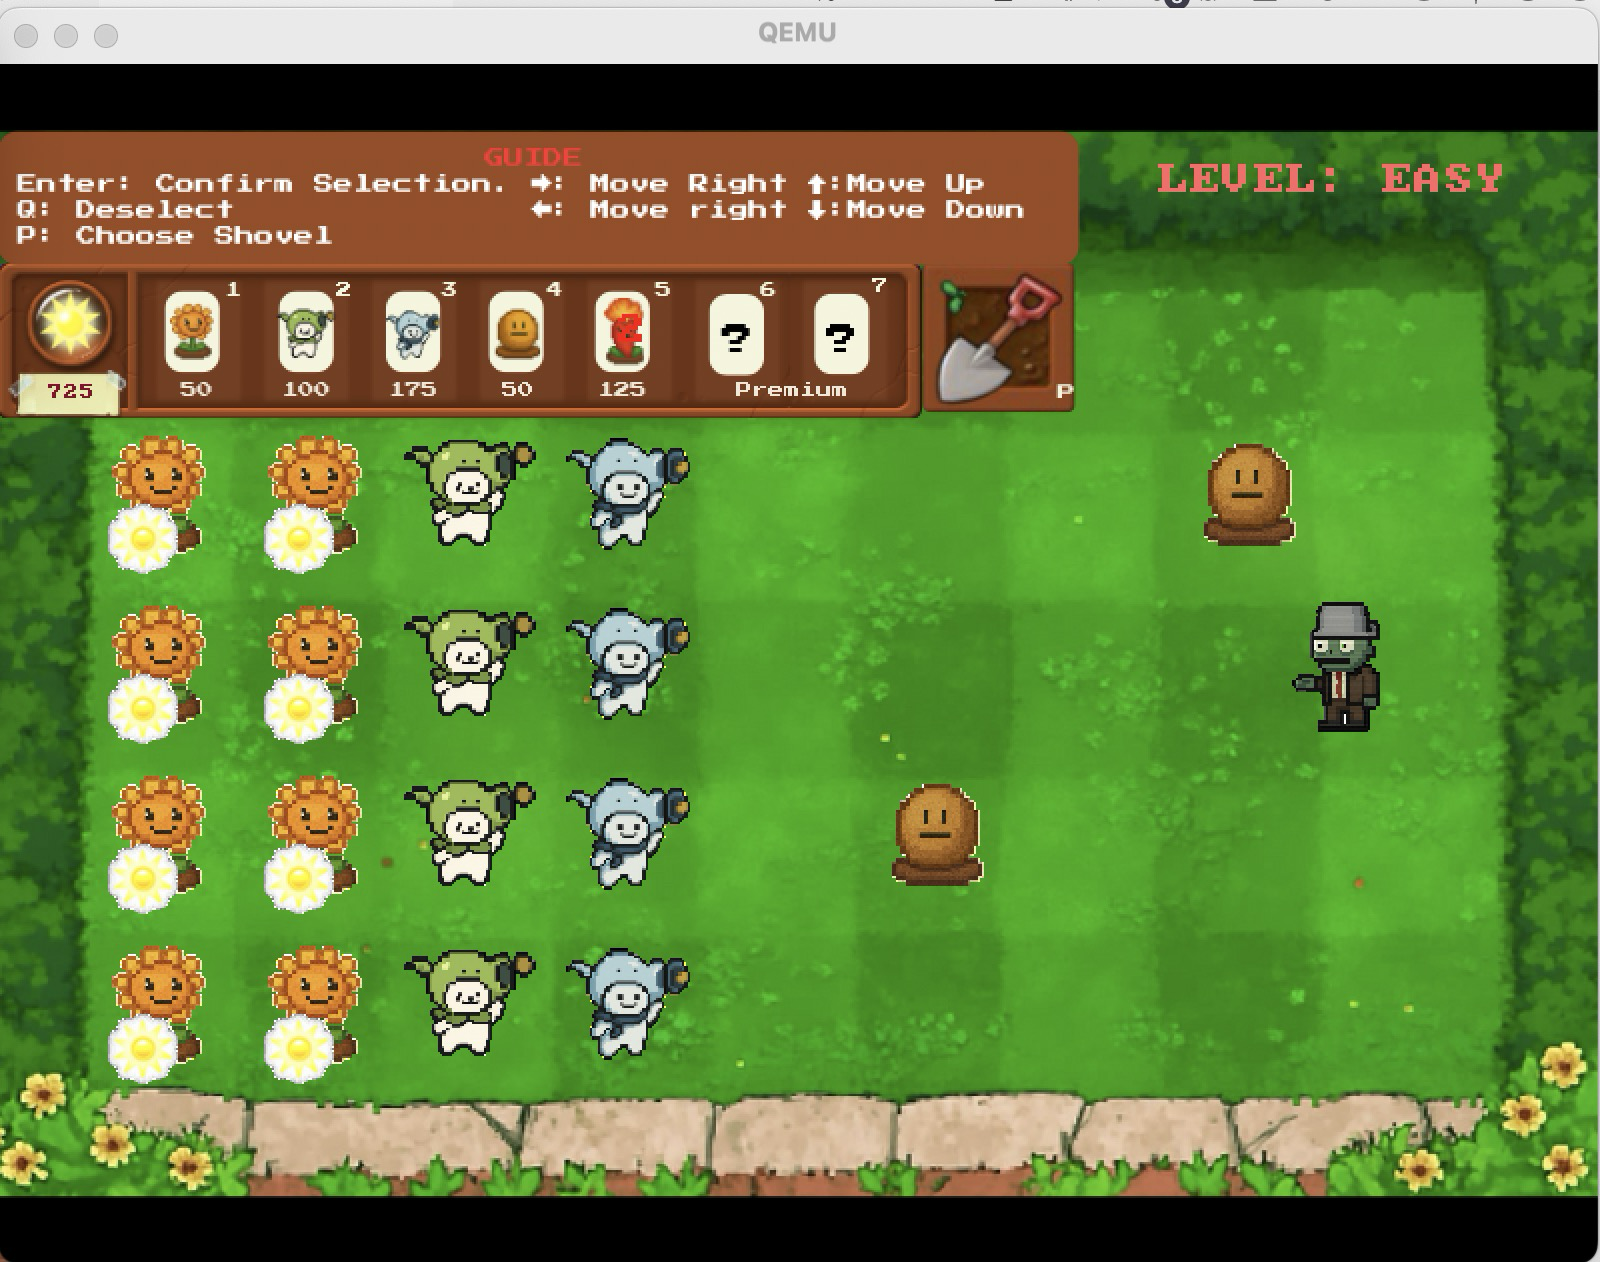 QEMU
GUIDE
Enter: Confirm Selection. →: Move Right ↑:Move Up
Q: Deselect ←: Move right ↓:Move Down
P: Choose Shovel
LEVEL: EASY
1 2 3 4 5 6 7
? ?
725 50 100 175 50 125 Premium P